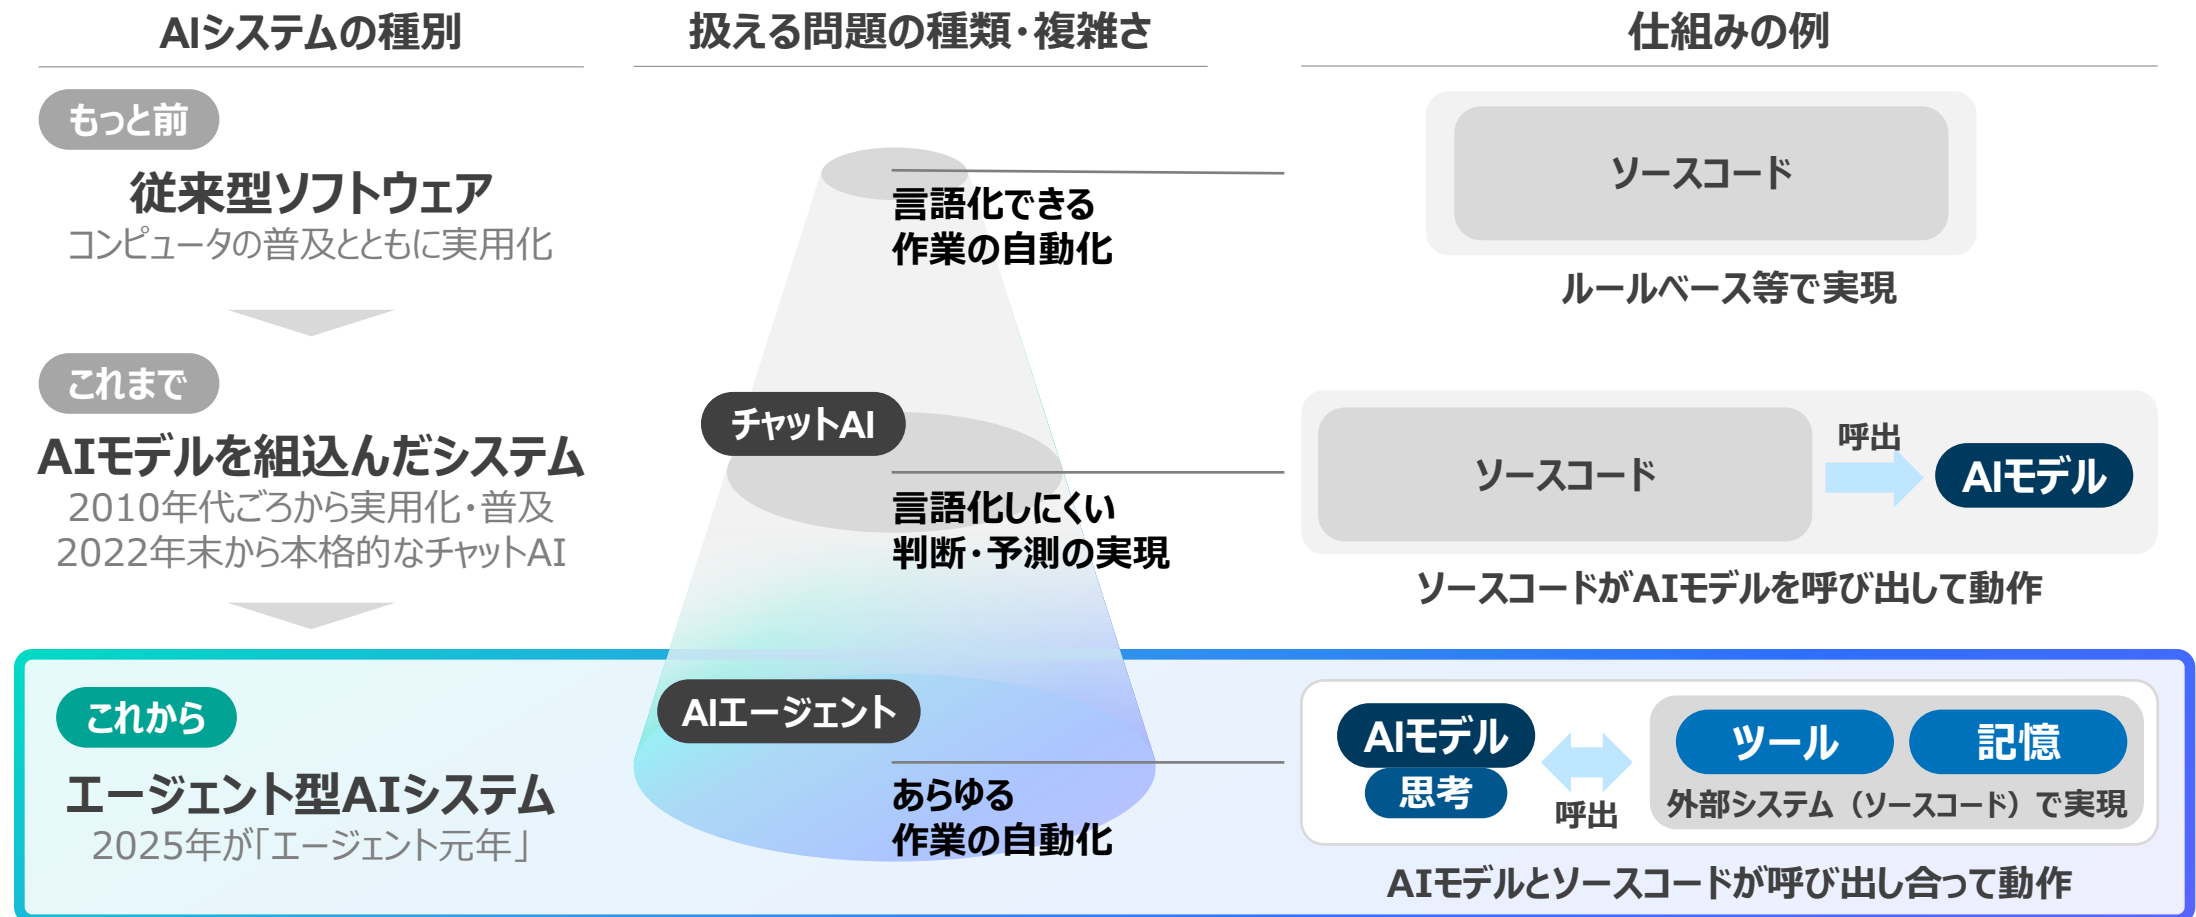 AIシステムの種別
扱える問題の種類・複雑さ
仕組みの例
もっと前
従来型ソフトウェア
コンピュータの普及とともに実用化
言語化できる
作業の自動化
ソースコード
ルールベース等で実現
これまで
AIモデルを組込んだシステム
2010年代ごろから実用化・普及
2022年末から本格的なチャットAI
チャットAI
言語化しにくい
判断・予測の実現
ソースコード
呼出
AIモデル
ソースコードがAIモデルを呼び出して動作
これから
エージェント型AIシステム
2025年が「エージェント元年」
AIエージェント
あらゆる
作業の自動化
AIモデル
思考
呼出
ツール
記憶
外部システム（ソースコード）で実現
AIモデルとソースコードが呼び出し合って動作